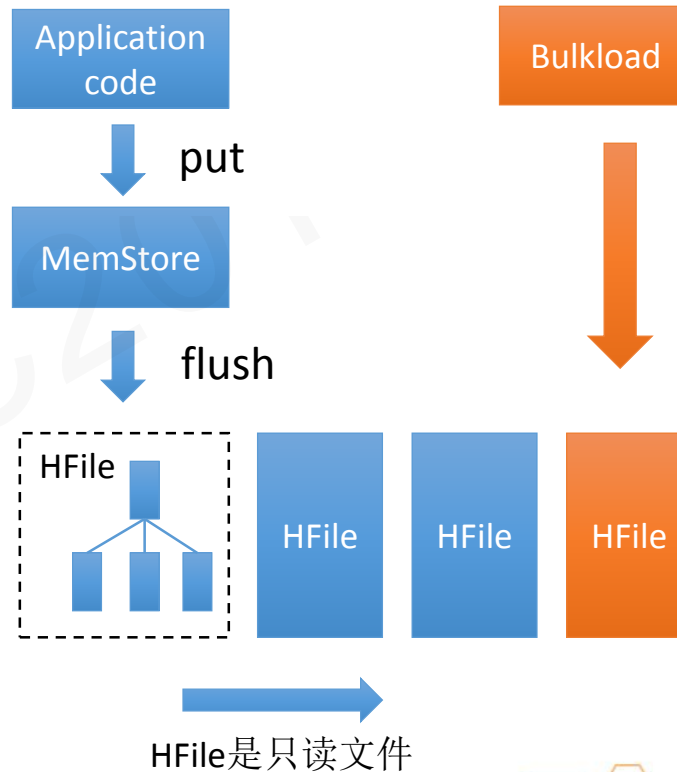 Application
code
Bulkload
put
MemStore
flush
HFile
HFile
HFile
HFile
HFile是只读文件